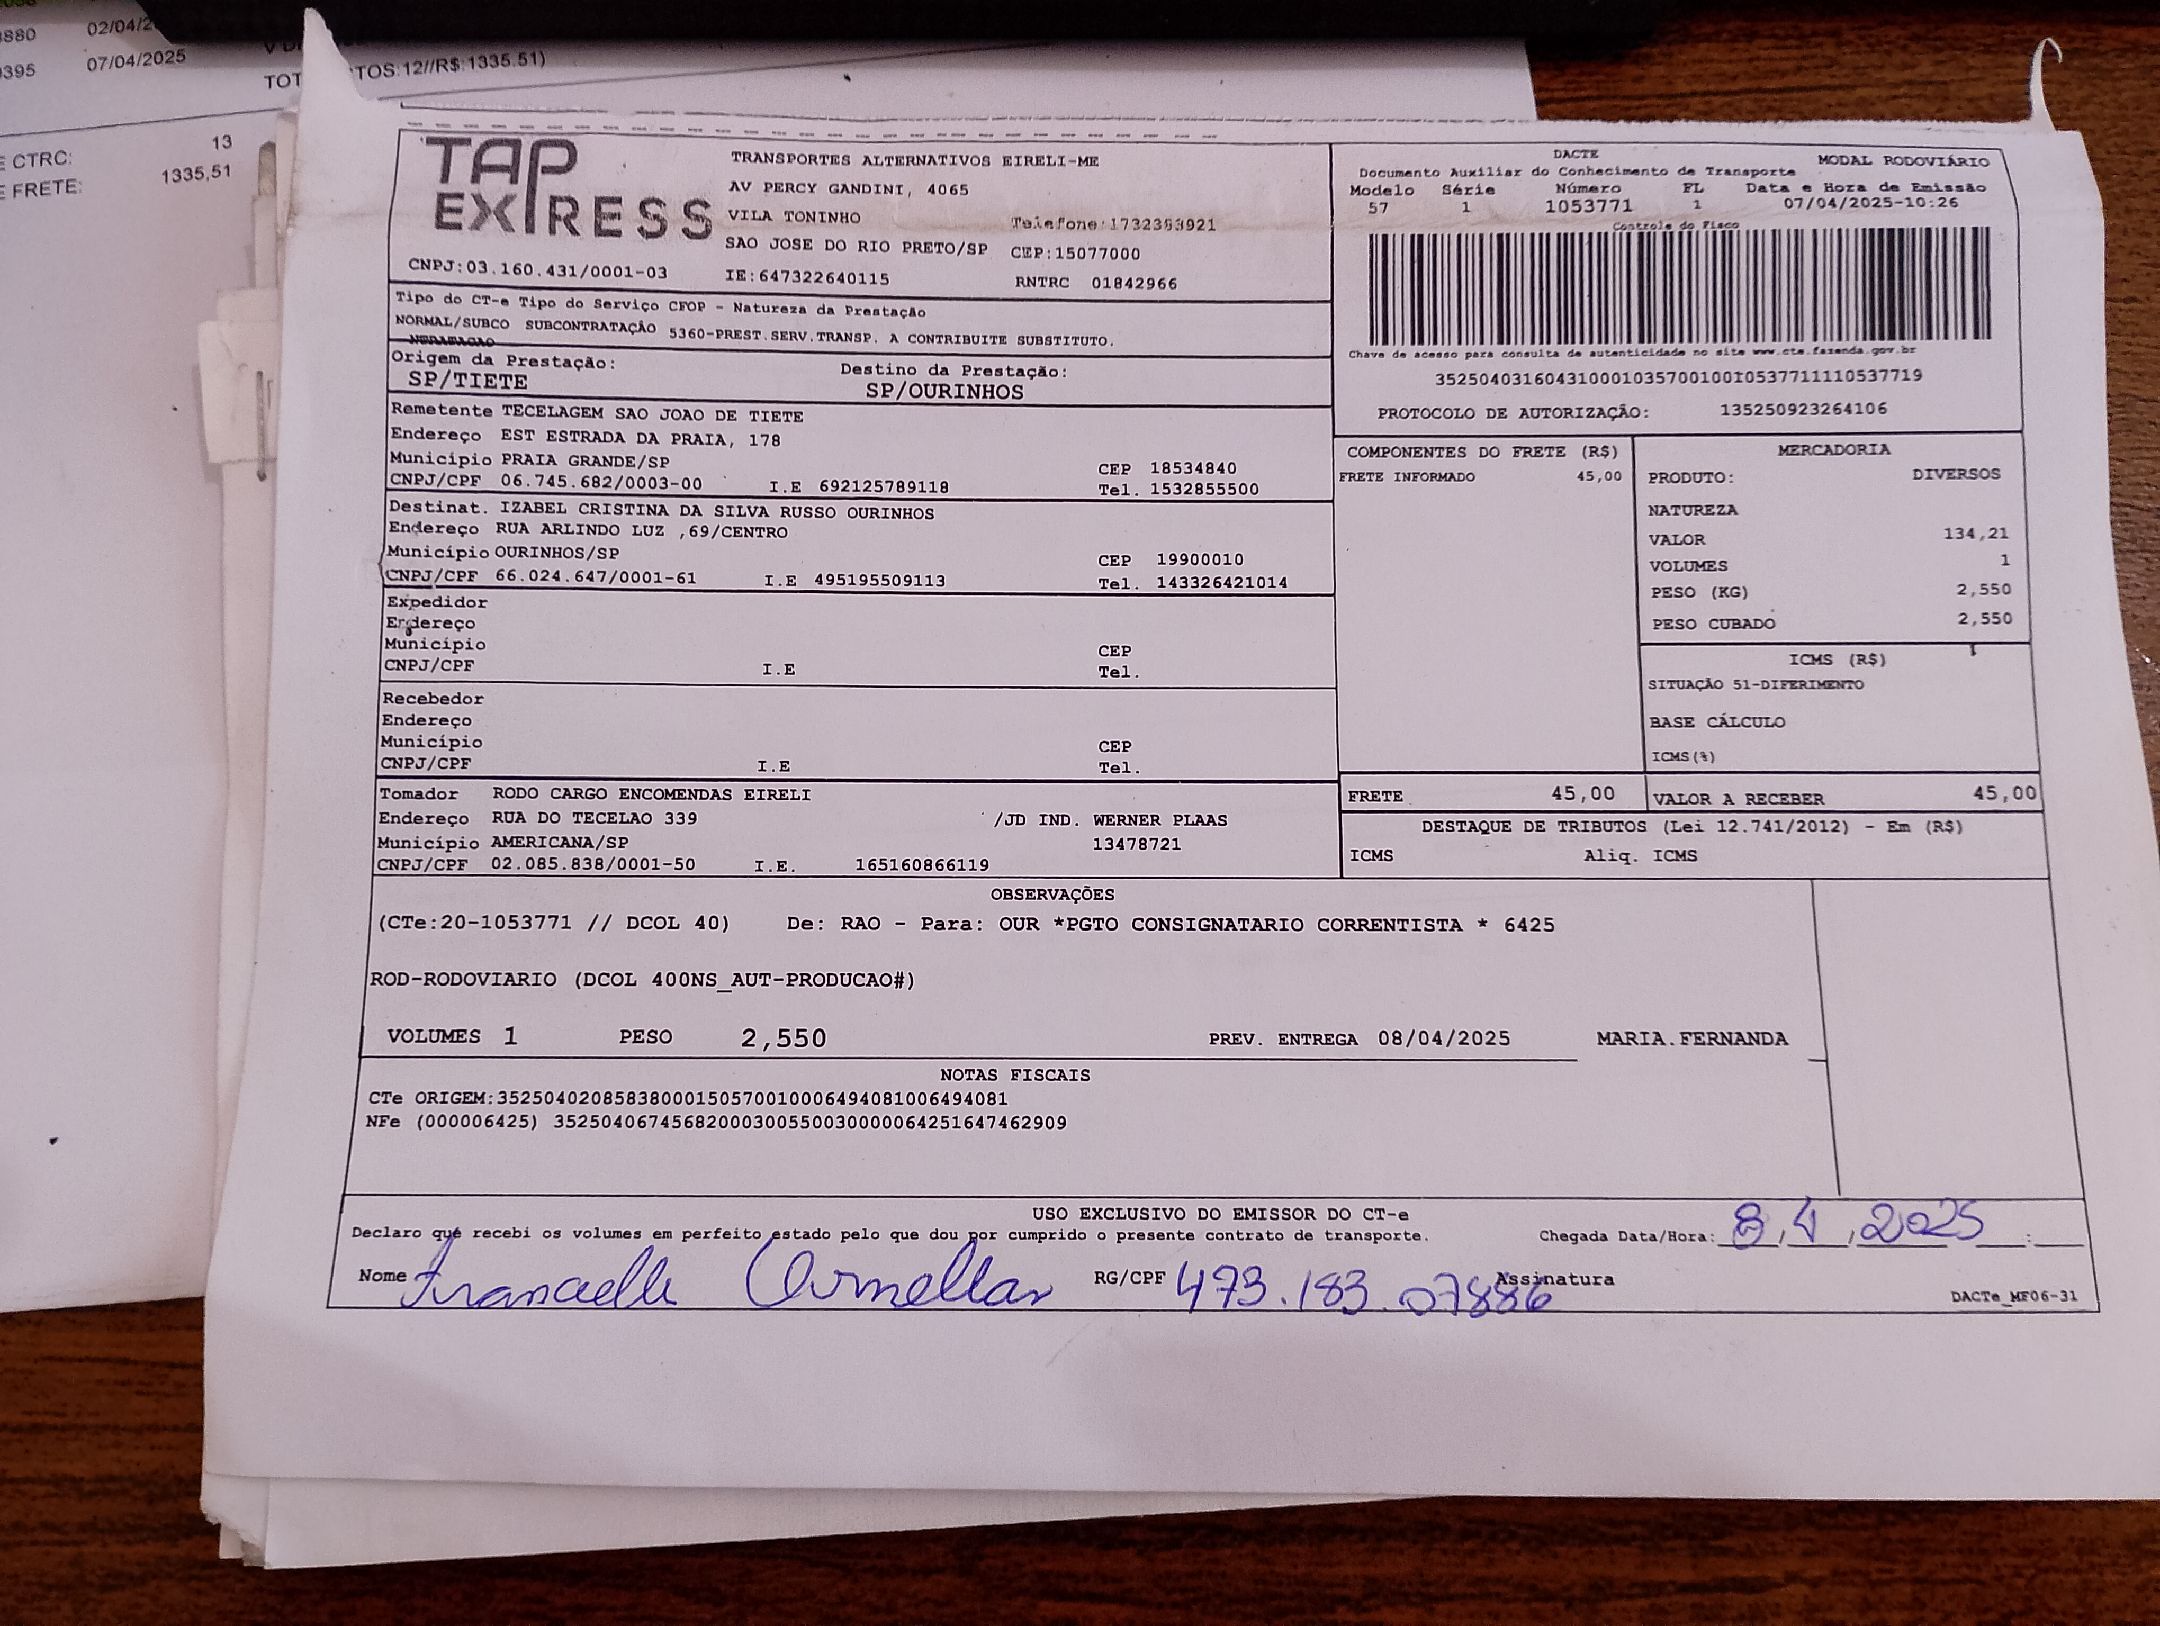 3880 02/04/2
9395 07/04/2025
TOT TOS:12//R$:1335.51)
E CTRC: 13
E FRETE: 1335,51
TAP EXPRESS
TRANSPORTES ALTERNATIVOS EIRELI-ME
AV PERCY GANDINI, 4065
VILA TONINHO Telefone:1732353921
SAO JOSE DO RIO PRETO/SP CEP:15077000
CNPJ:03.160.431/0001-03 IE:647322640115 RNTRC 01842966
DACTE MODAL RODOVIÁRIO
Documento Auxiliar do Conhecimento de Transporte
Modelo Série Número FL Data e Hora de Emissão
57 1 1053771 1 07/04/2025-10:26
Controle do Fisco
Chave de acesso para consulta de autenticidade no site www.cte.fazenda.gov.br
35250403160431000103570010010537711110537719
PROTOCOLO DE AUTORIZAÇÃO: 135250923264106
Tipo do CT-e Tipo do Serviço CFOP - Natureza da Prestação
NORMAL/SUBCO SUBCONTRATAÇÃO 5360-PREST.SERV.TRANSP. A CONTRIBUITE SUBSTITUTO.
Origem da Prestação: Destino da Prestação:
SP/TIETE SP/OURINHOS
Remetente TECELAGEM SAO JOAO DE TIETE
Endereço EST ESTRADA DA PRAIA, 178
Município PRAIA GRANDE/SP CEP 18534840
CNPJ/CPF 06.745.682/0003-00 I.E 692125789118 Tel. 1532855500
Destinat. IZABEL CRISTINA DA SILVA RUSSO OURINHOS
Endereço RUA ARLINDO LUZ ,69/CENTRO
Município OURINHOS/SP CEP 19900010
CNPJ/CPF 66.024.647/0001-61 I.E 495195509113 Tel. 143326421014
Expedidor
Endereço
Município CEP
CNPJ/CPF I.E Tel.
Recebedor
Endereço
Município CEP
CNPJ/CPF I.E Tel.
Tomador RODO CARGO ENCOMENDAS EIRELI
Endereço RUA DO TECELAO 339 /JD IND. WERNER PLAAS
Município AMERICANA/SP 13478721
CNPJ/CPF 02.085.838/0001-50 I.E. 165160866119
COMPONENTES DO FRETE (R$)
FRETE INFORMADO 45,00
MERCADORIA
PRODUTO: DIVERSOS
NATUREZA
VALOR 134,21
VOLUMES 1
PESO (KG) 2,550
PESO CUBADO 2,550
ICMS (R$)
SITUAÇÃO 51-DIFERIMENTO
BASE CÁLCULO
ICMS(%)
FRETE 45,00 VALOR A RECEBER 45,00
DESTAQUE DE TRIBUTOS (Lei 12.741/2012) - Em (R$)
ICMS Aliq. ICMS
OBSERVAÇÕES
(CTe:20-1053771 // DCOL 40) De: RAO - Para: OUR *PGTO CONSIGNATARIO CORRENTISTA * 6425
ROD-RODOVIARIO (DCOL 400NS_AUT-PRODUCAO#)
VOLUMES 1 PESO 2,550 PREV. ENTREGA 08/04/2025 MARIA.FERNANDA
NOTAS FISCAIS
CTe ORIGEM:35250402085838000150570010006494081006494081
NFe (000006425) 35250406745682000300550030000064251647462909
USO EXCLUSIVO DO EMISSOR DO CT-e
Declaro que recebi os volumes em perfeito estado pelo que dou por cumprido o presente contrato de transporte. Chegada Data/Hora: 8,4,2025 :
Nome RG/CPF 473.183.07886 Assinatura
DACTe_MF06-31